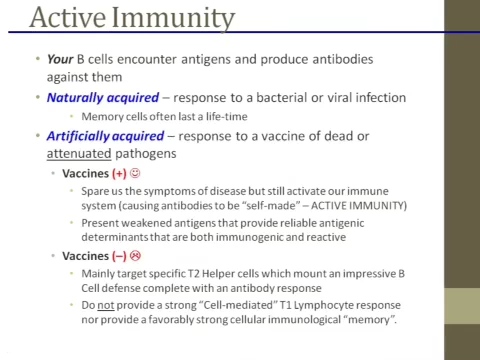 Active Immunity
• Your B cells encounter antigens and produce antibodies
against them
• Naturally acquired – response to a bacterial or viral infection
• Memory cells often last a life-time
• Artificially acquired – response to a vaccine of dead or
attenuated pathogens
• Vaccines (+) ☺
• Spare us the symptoms of disease but still activate our immune
system (causing antibodies to be "self-made" – ACTIVE IMMUNITY)
• Present weakened antigens that provide reliable antigenic
determinants that are both immunogenic and reactive
• Vaccines (–) ☹
• Mainly target specific T2 Helper cells which mount an impressive B
Cell defense complete with an antibody response
• Do not provide a strong "Cell-mediated" T1 Lymphocyte response
nor provide a favorably strong cellular immunological "memory".